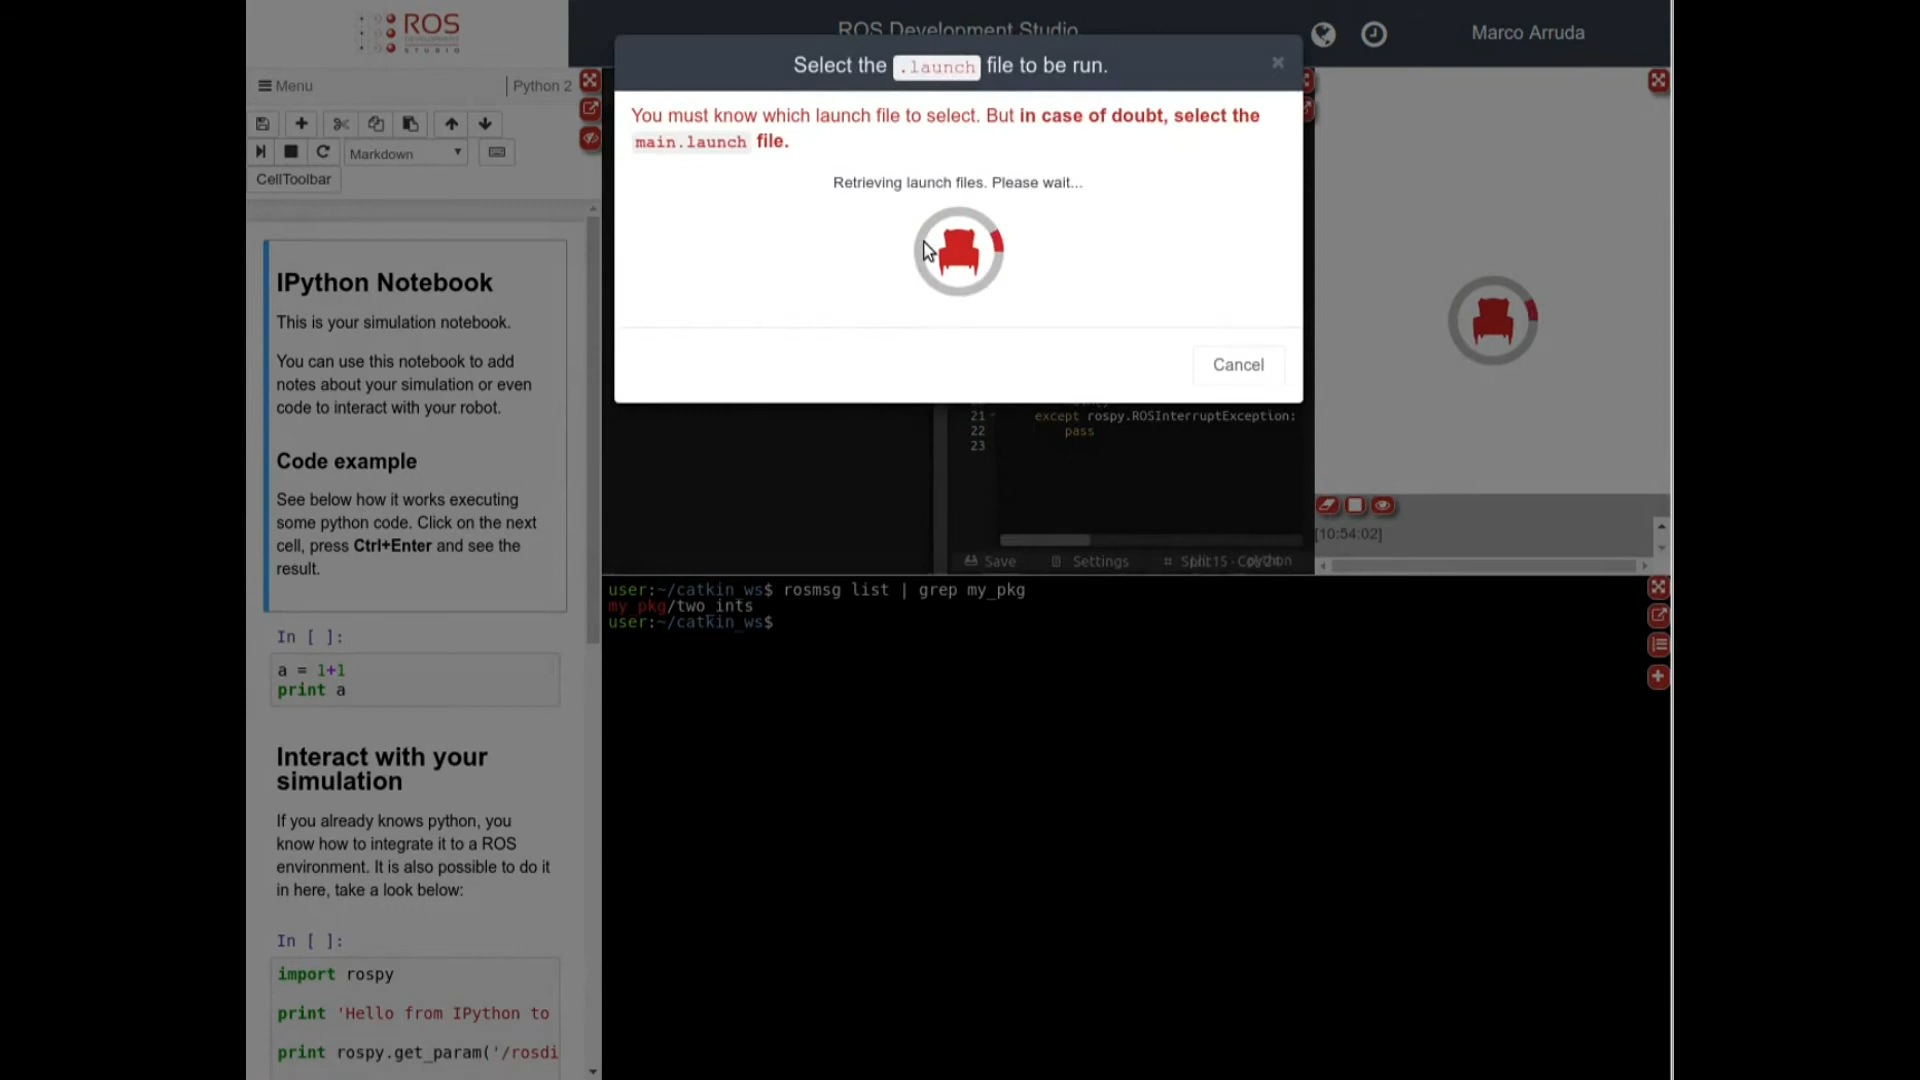 ROS
DEVELOPMENT
STUDIO
ROS Development Studio
Marco Arruda
Select the .launch file to be run.
×
You must know which launch file to select. But in case of doubt, select the
main.launch file.
Retrieving launch files. Please wait...
Cancel
Menu
Python 2
Markdown
CellToolbar
IPython Notebook
This is your simulation notebook.
You can use this notebook to add
notes about your simulation or even
code to interact with your robot.
Code example
See below how it works executing
some python code. Click on the next
cell, press Ctrl+Enter and see the
result.
In [ ]:
a = 1+1
print a
Interact with your
simulation
If you already knows python, you
know how to integrate it to a ROS
environment. It is also possible to do it
in here, take a look below:
In [ ]:
import rospy
print 'Hello from IPython to
print rospy.get_param('/rosdi
21 except rospy.ROSInterruptException:
22 pass
23
Save
Settings
[10:54:02]
user:~/catkin_ws$ rosmsg list | grep my_pkg
my_pkg/two_ints
user:~/catkin_ws$